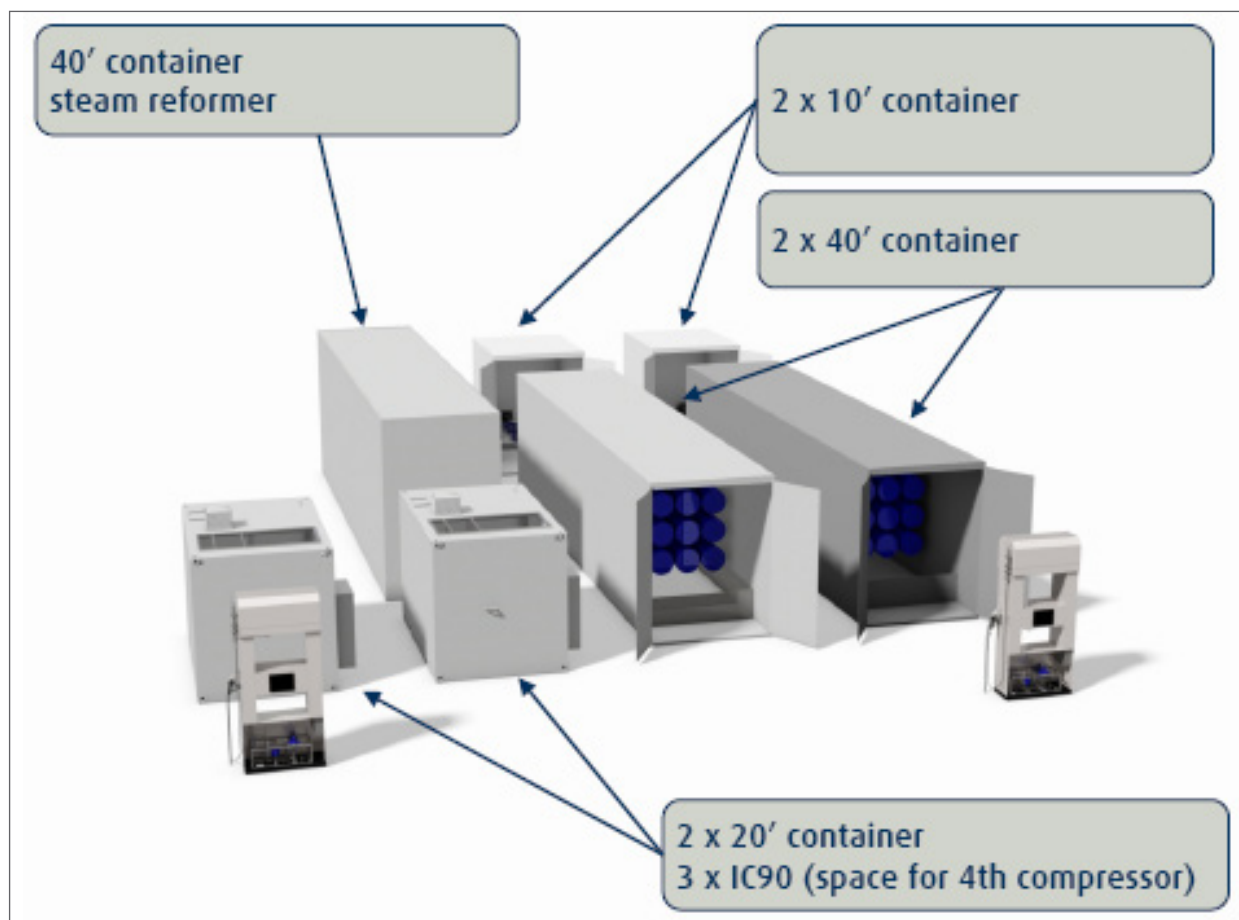 40′ container
steam reformer
2 x 10′ container
2 x 40′ container
2 x 20′ container
3 x IC90 (space for 4th compressor)